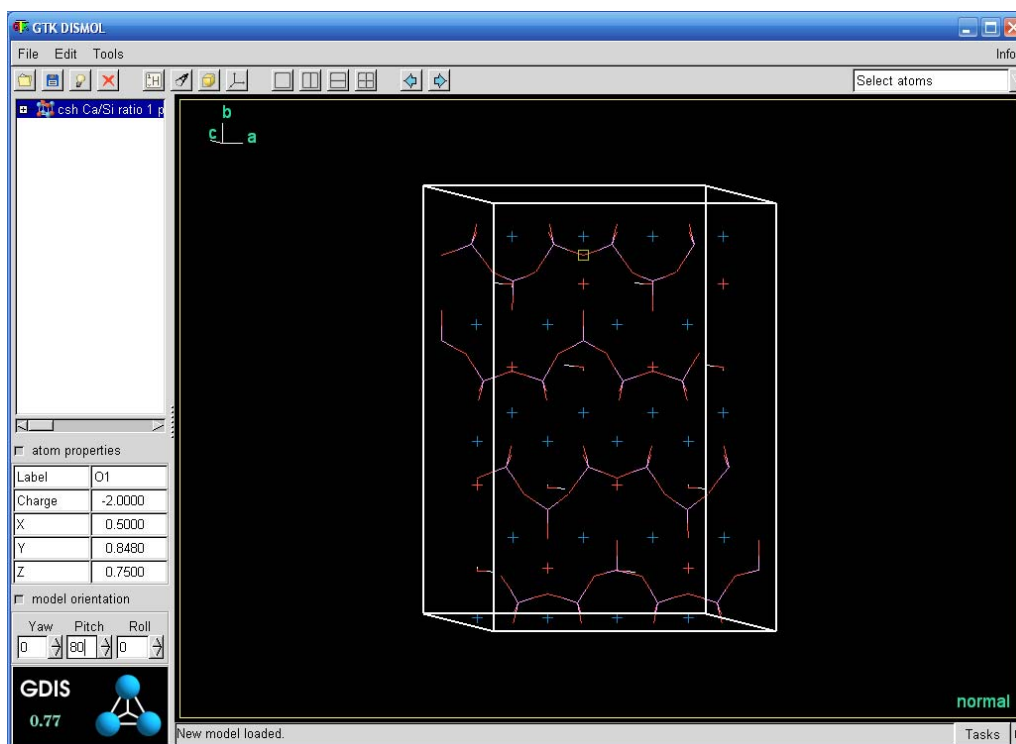 GTK DISMOL
File Edit Tools Info
Select atoms
csh Ca/Si ratio 1 p
b
c a
atom properties
Label O1
Charge -2.0000
X 0.5000
Y 0.8480
Z 0.7500
model orientation
Yaw Pitch Roll
0 80 0
GDIS
0.77
normal
New model loaded. Tasks